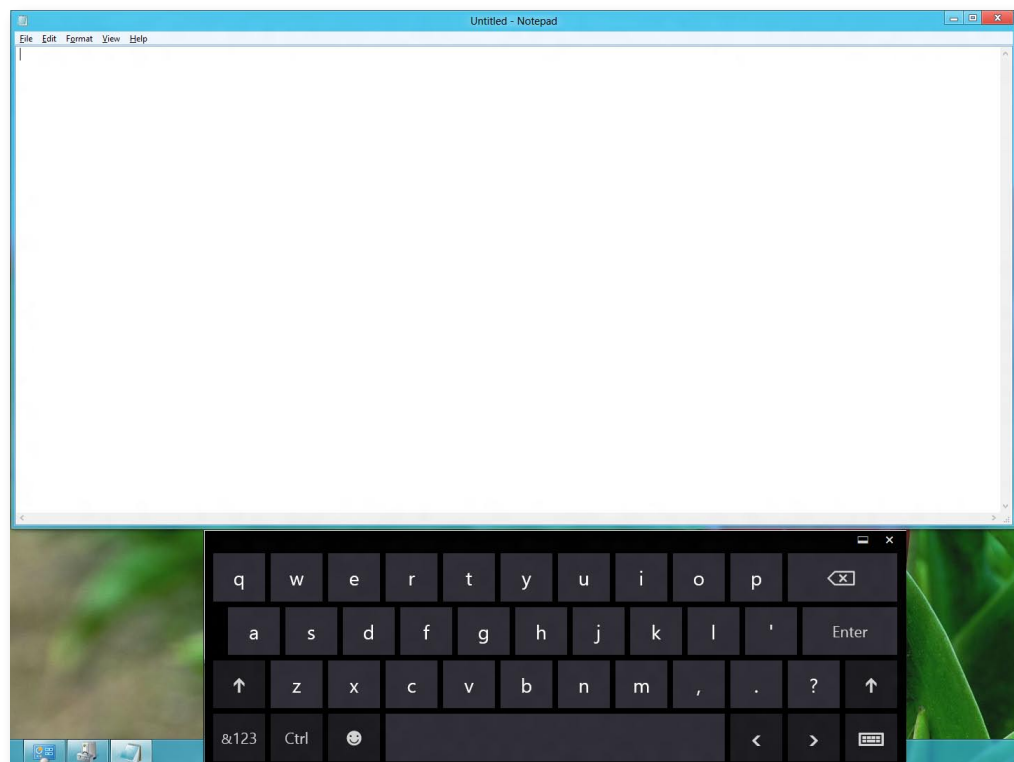 Untitled - Notepad
File Edit Format View Help
q w e r t y u i o p
a s d f g h j k l ' Enter
z x c v b n m , . ?
&123 Ctrl < >